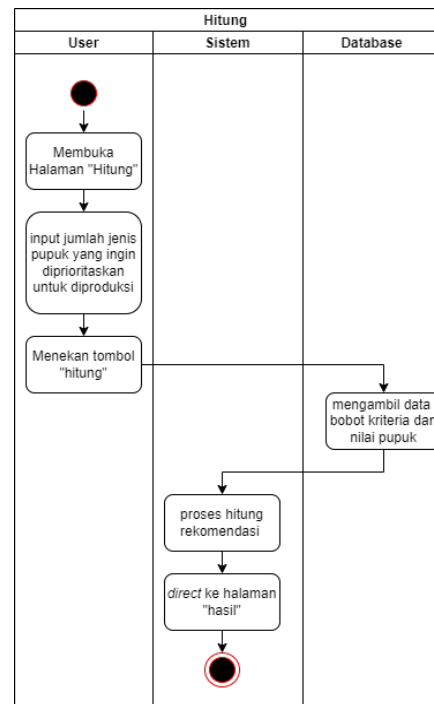 Hitung
User
Sistem
Database
Membuka
Halaman "Hitung"
input jumlah jenis
pupuk yang ingin
diprioritaskan
untuk diproduksi
Menekan tombol
"hitung"
mengambil data
bobot kriteria dan
nilai pupuk
proses hitung
rekomendasi
direct ke halaman
"hasil"